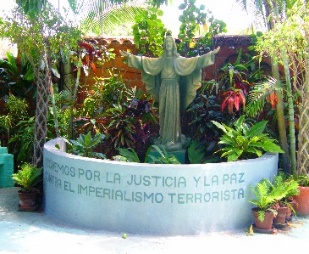 POR LA JUSTICIA Y LA PAZ
EL IMPERIALISMO TERRORISTA